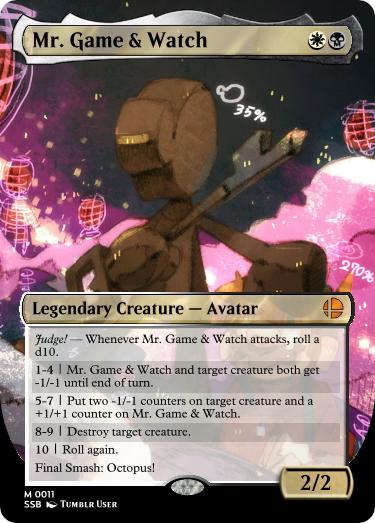 Mr. Game & Watch
35%
270%
Legendary Creature — Avatar
Judge! — Whenever Mr. Game & Watch attacks, roll a
d10.
1-4 | Mr. Game & Watch and target creature both get
-1/-1 until end of turn.
5-7 | Put two -1/-1 counters on target creature and a
+1/+1 counter on Mr. Game & Watch.
8-9 | Destroy target creature.
10 | Roll again.
Final Smash: Octopus!
2/2
M 0011
SSB TUMBLR USER